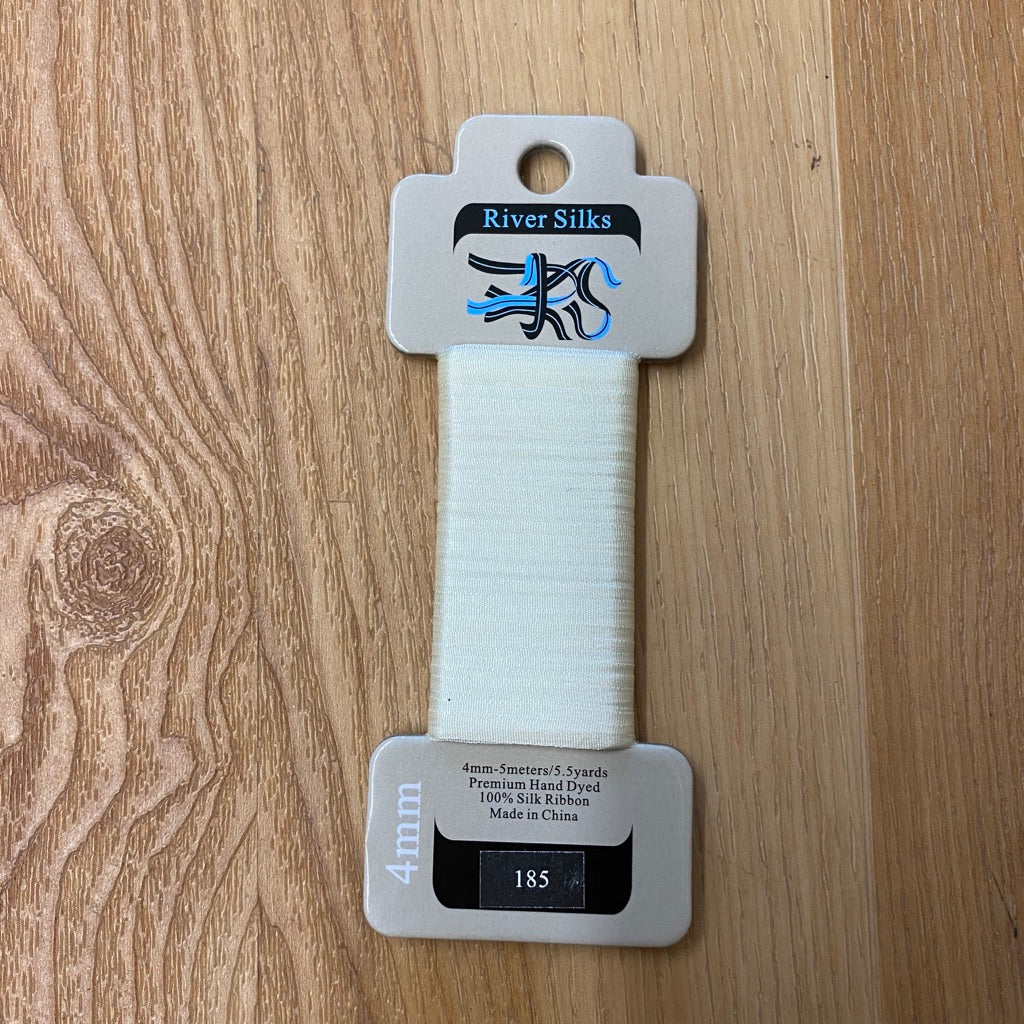 River Silks
4mm-5meters/5.5yards
Premium Hand Dyed
100% Silk Ribbon
Made in China
4mm
185